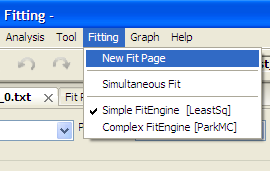 Fitting -
Analysis Tool Fitting Graph Help
New Fit Page
Simultaneous Fit
_0.txt Fit
Simple FitEngine [LeastSq]
Complex FitEngine [ParkMC]